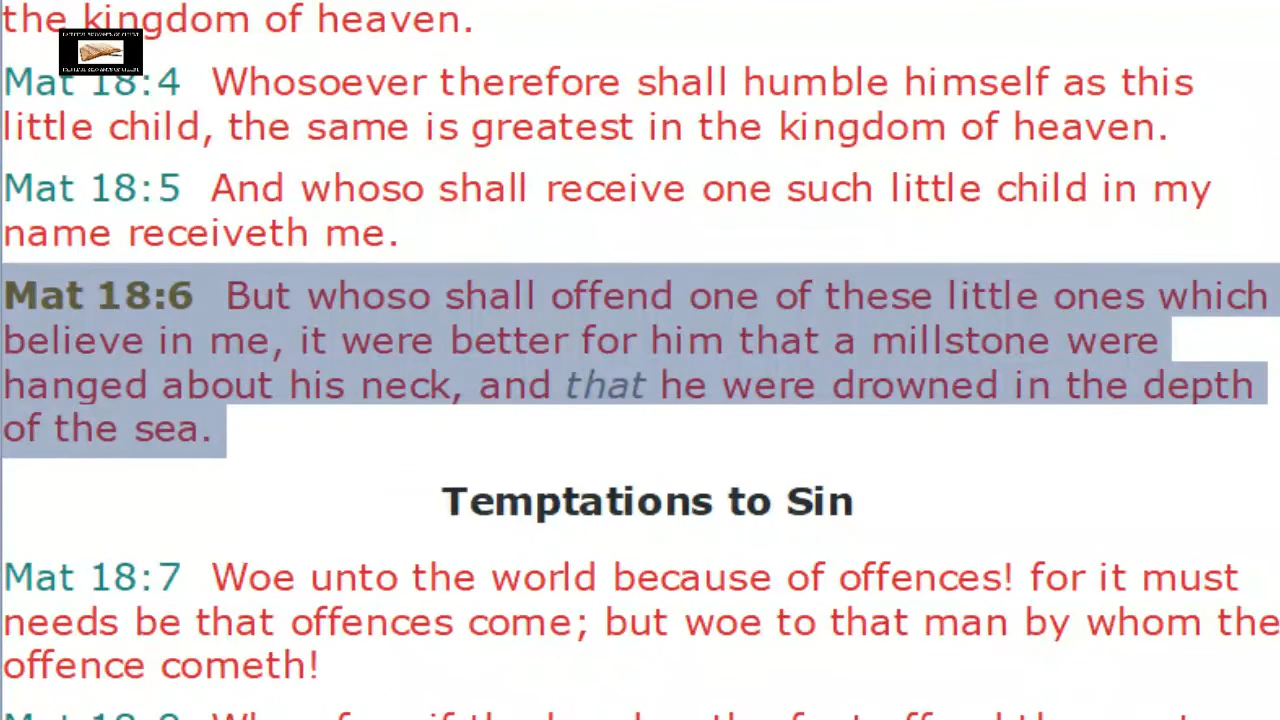 the kingdom of heaven.
Mat 18:4 Whosoever therefore shall humble himself as this
little child, the same is greatest in the kingdom of heaven.
Mat 18:5 And whoso shall receive one such little child in my
name receiveth me.
Mat 18:6 But whoso shall offend one of these little ones which
believe in me, it were better for him that a millstone were
hanged about his neck, and that he were drowned in the depth
of the sea.
Temptations to Sin
Mat 18:7 Woe unto the world because of offences! for it must
needs be that offences come; but woe to that man by whom the
offence cometh!